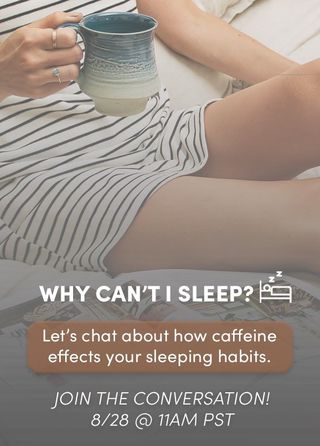 WHY CAN'T I SLEEP?
Let's chat about how caffeine
effects your sleeping habits.
JOIN THE CONVERSATION!
8/28 @ 11AM PST